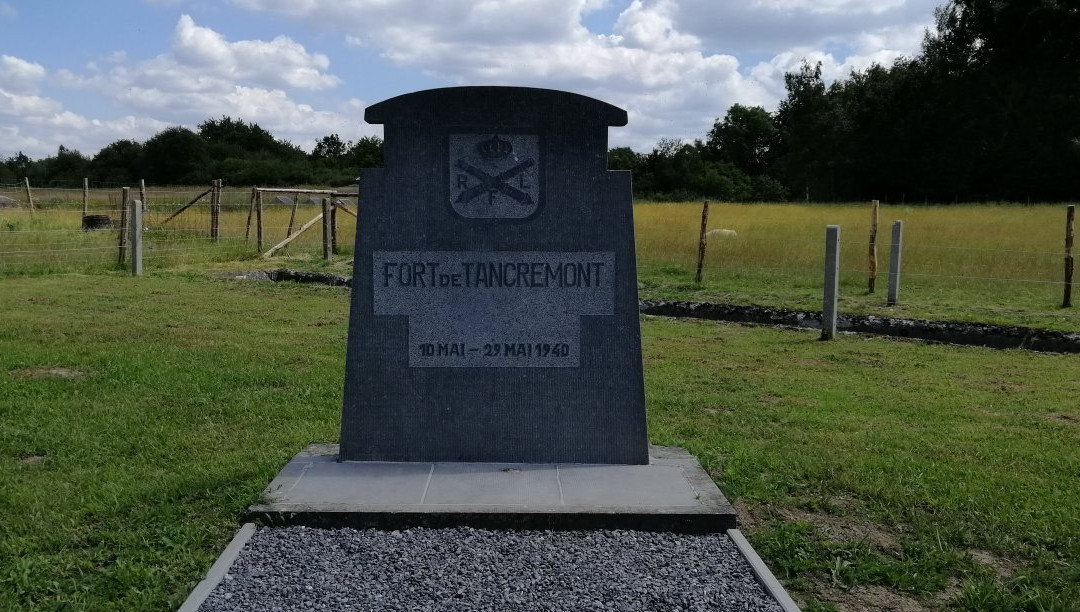 R L
FORT DE TANCREMONT
10 MAI - 29 MAI 1940